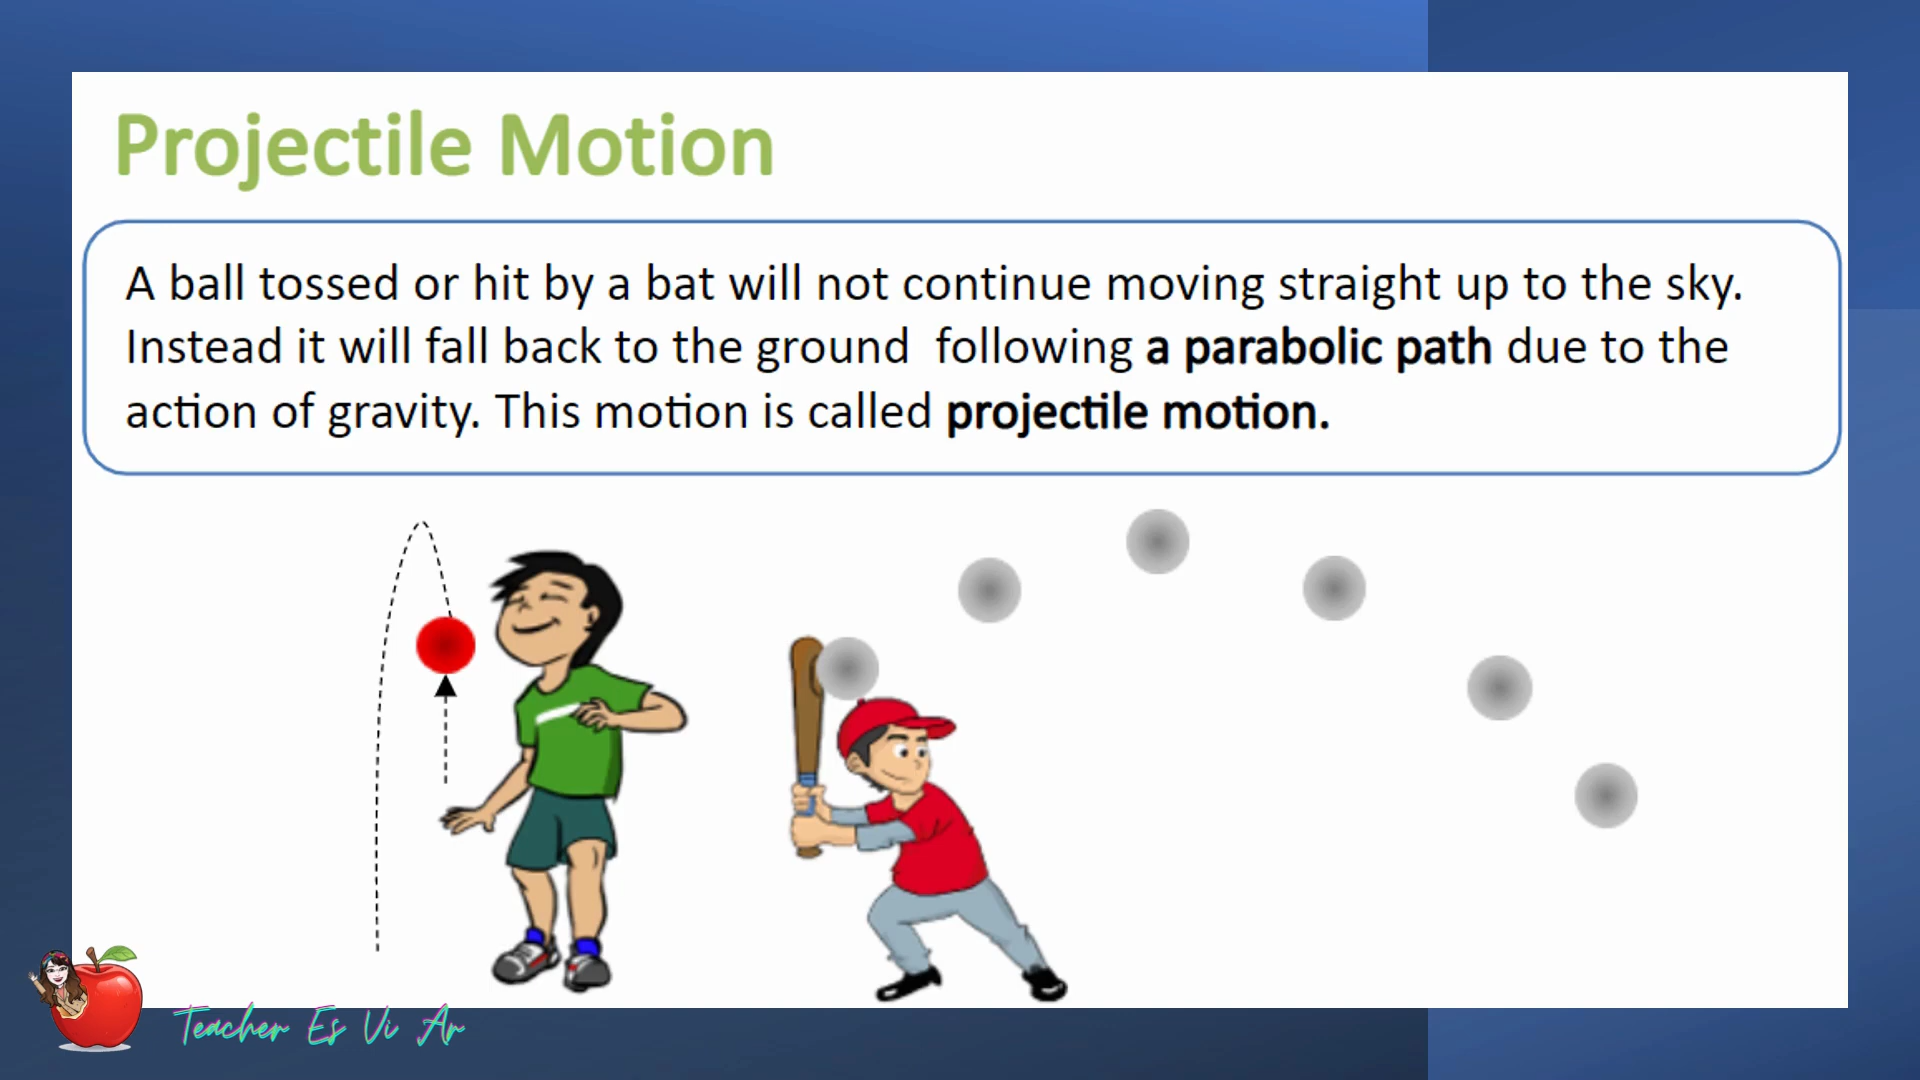 Projectile Motion
A ball tossed or hit by a bat will not continue moving straight up to the sky.
Instead it will fall back to the ground following a parabolic path due to the
action of gravity. This motion is called projectile motion.
Teacher Es Vi Ar